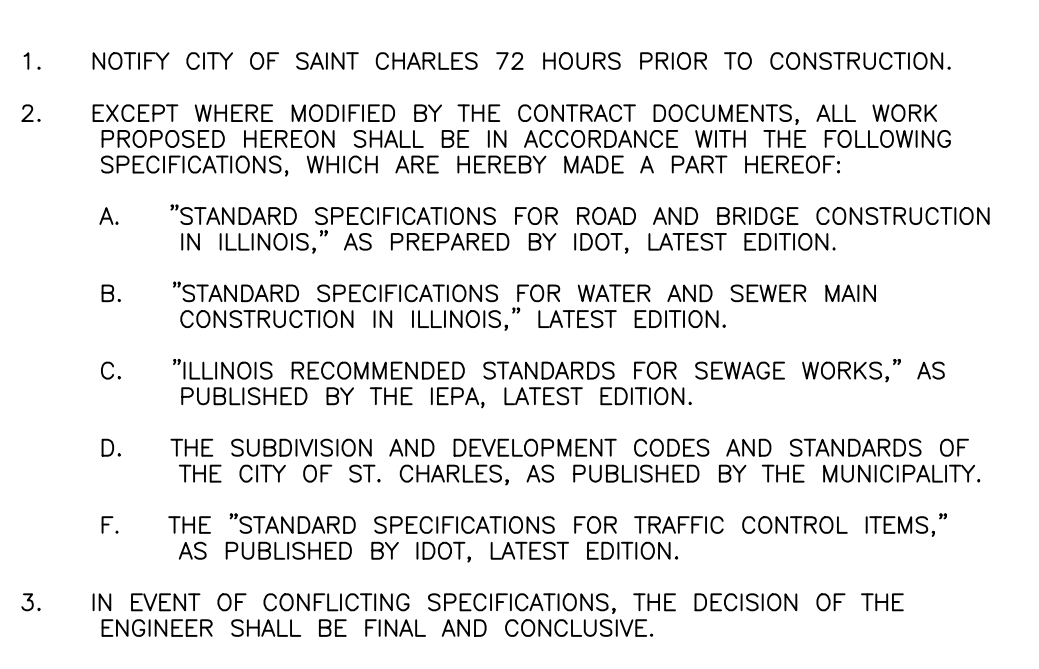 1. NOTIFY CITY OF SAINT CHARLES 72 HOURS PRIOR TO CONSTRUCTION.
2. EXCEPT WHERE MODIFIED BY THE CONTRACT DOCUMENTS, ALL WORK
PROPOSED HEREON SHALL BE IN ACCORDANCE WITH THE FOLLOWING
SPECIFICATIONS, WHICH ARE HEREBY MADE A PART HEREOF:
A. "STANDARD SPECIFICATIONS FOR ROAD AND BRIDGE CONSTRUCTION
IN ILLINOIS," AS PREPARED BY IDOT, LATEST EDITION.
B. "STANDARD SPECIFICATIONS FOR WATER AND SEWER MAIN
CONSTRUCTION IN ILLINOIS," LATEST EDITION.
C. "ILLINOIS RECOMMENDED STANDARDS FOR SEWAGE WORKS," AS
PUBLISHED BY THE IEPA, LATEST EDITION.
D. THE SUBDIVISION AND DEVELOPMENT CODES AND STANDARDS OF
THE CITY OF ST. CHARLES, AS PUBLISHED BY THE MUNICIPALITY.
F. THE "STANDARD SPECIFICATIONS FOR TRAFFIC CONTROL ITEMS,"
AS PUBLISHED BY IDOT, LATEST EDITION.
3. IN EVENT OF CONFLICTING SPECIFICATIONS, THE DECISION OF THE
ENGINEER SHALL BE FINAL AND CONCLUSIVE.